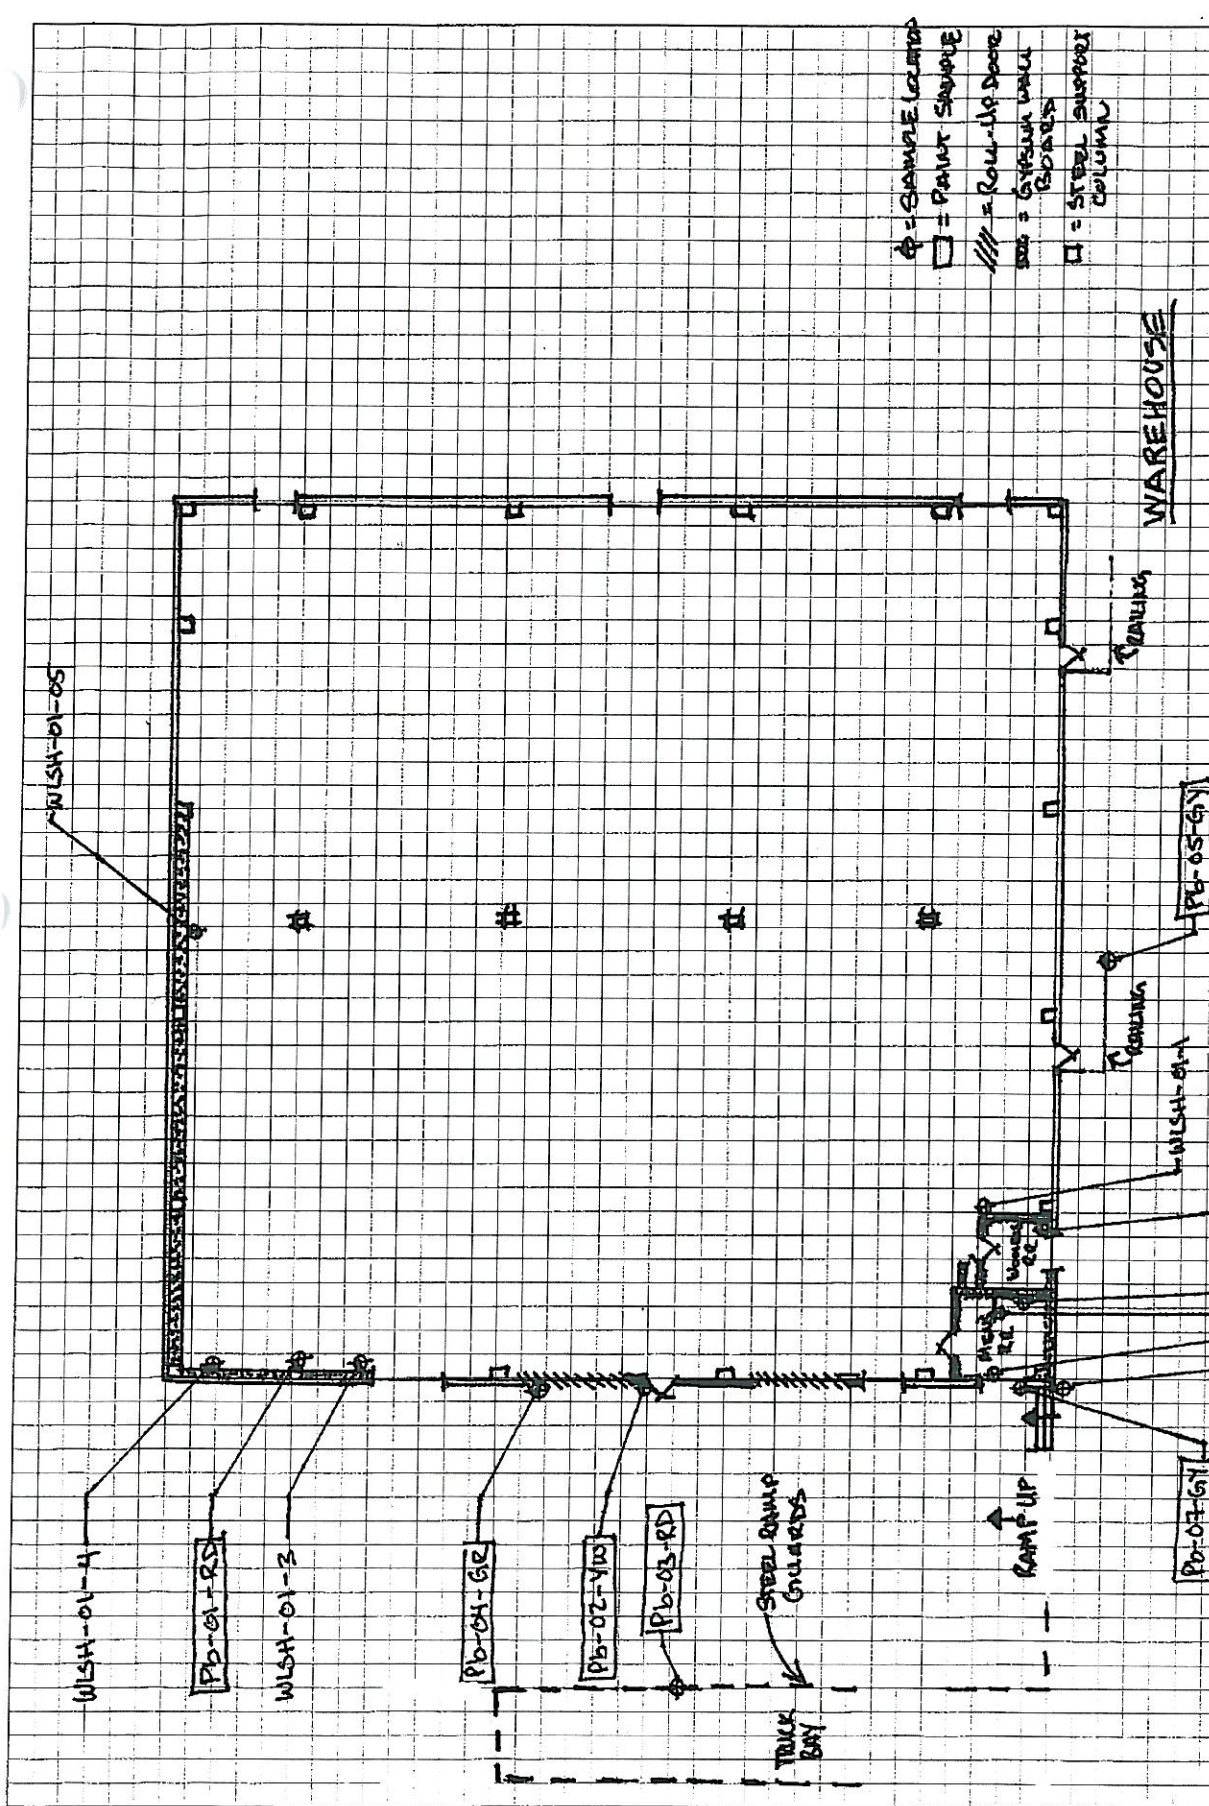 ϕ = SAMPLE LOCATION
□ = PAINT SAMPLE
//// = ROLL-UP DOOR
= GYPSUM WALL
BOARD
□ = STEEL SUPPORT
COLUMN
WAREHOUSE
WLSH-01-05
RAILING
Pb-05-GY
RAILING
WLSH-01-1
WOMENS
RR
MENS
RR
WLSH-01-4
Pb-01-RD
WLSH-01-3
Pb-04-GR
Pb-02-YW
Pb-03-RD
STEEL RAMP
GUARDS
TRUCK
BAY
RAMP UP
Pb-07-GY